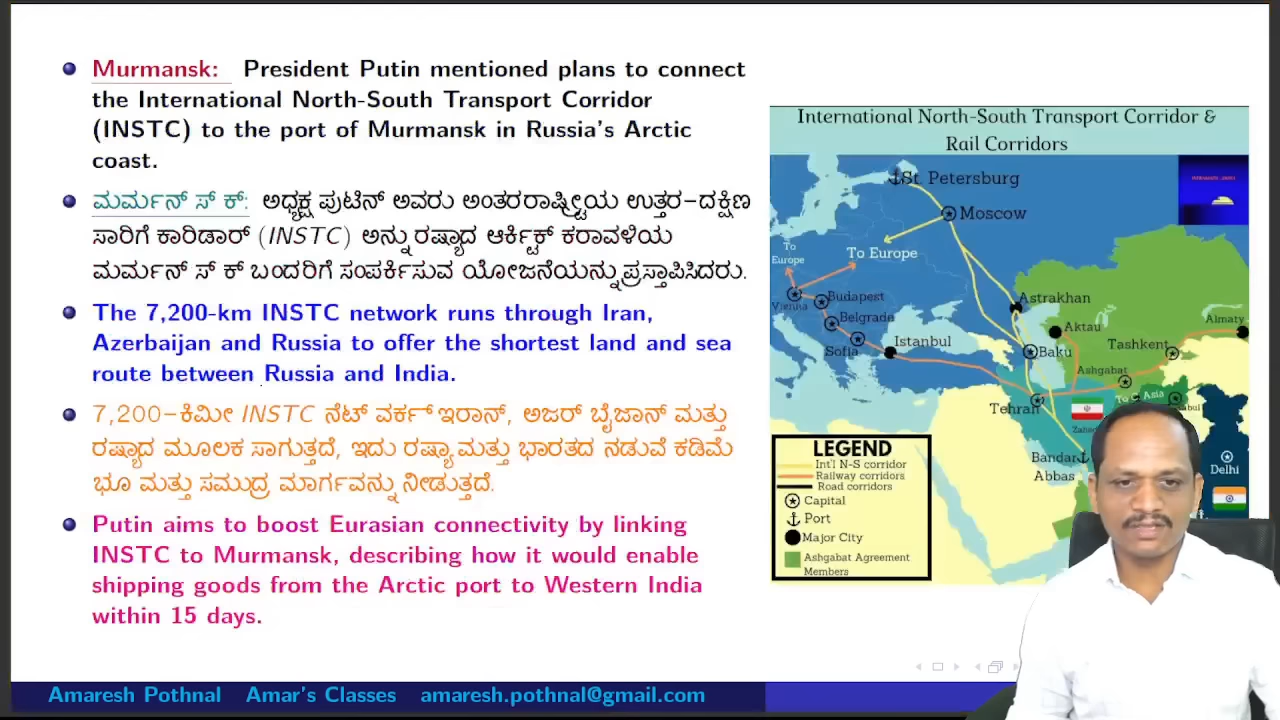 Murmansk: President Putin mentioned plans to connect
the International North-South Transport Corridor
(INSTC) to the port of Murmansk in Russia's Arctic
coast.
ಮರ್ಮನ್ ಸ್ ಕ್: ಅಧ್ಯಕ್ಷ ಪುಟಿನ್ ಅವರು ಅಂತರರಾಷ್ಟ್ರೀಯ ಉತ್ತರ-ದಕ್ಷಿಣ
ಸಾರಿಗೆ ಕಾರಿಡಾರ್ (INSTC) ಅನ್ನು ರಷ್ಯಾದ ಆರ್ಕ್ಟಿಕ್ ಕರಾವಳಿಯ
ಮರ್ಮನ್ ಸ್ ಕ್ ಬಂದರಿಗೆ ಸಂಪರ್ಕಿಸುವ ಯೋಜನೆಯನ್ನು ಪ್ರಸ್ತಾಪಿಸಿದರು.
The 7,200-km INSTC network runs through Iran,
Azerbaijan and Russia to offer the shortest land and sea
route between Russia and India.
7,200-ಕಿಮೀ INSTC ನೆಟ್ ವರ್ಕ್ ಇರಾನ್, ಅಜರ್ ಬೈಜಾನ್ ಮತ್ತು
ರಷ್ಯಾದ ಮೂಲಕ ಸಾಗುತ್ತದೆ, ಇದು ರಷ್ಯಾ ಮತ್ತು ಭಾರತದ ನಡುವೆ ಕಡಿಮೆ
ಭೂ ಮತ್ತು ಸಮುದ್ರ ಮಾರ್ಗವನ್ನು ನೀಡುತ್ತದೆ.
Putin aims to boost Eurasian connectivity by linking
INSTC to Murmansk, describing how it would enable
shipping goods from the Arctic port to Western India
within 15 days.
International North-South Transport Corridor &
Rail Corridors
St. Petersburg
Moscow
To Europe
To Europe
Vienna
Budapest
Belgrade
Sofia
Istanbul
Astrakhan
Aktau
Almaty
Baku
Tashkent
Ashgabat
Tehran
To C Asia
Bandar
Abbas
Delhi
LEGEND
Int'l N-S corridor
Railway corridors
Road corridors
Capital
Port
Major City
Ashgabat Agreement
Members
Amaresh Pothnal Amar's Classes amaresh.pothnal@gmail.com